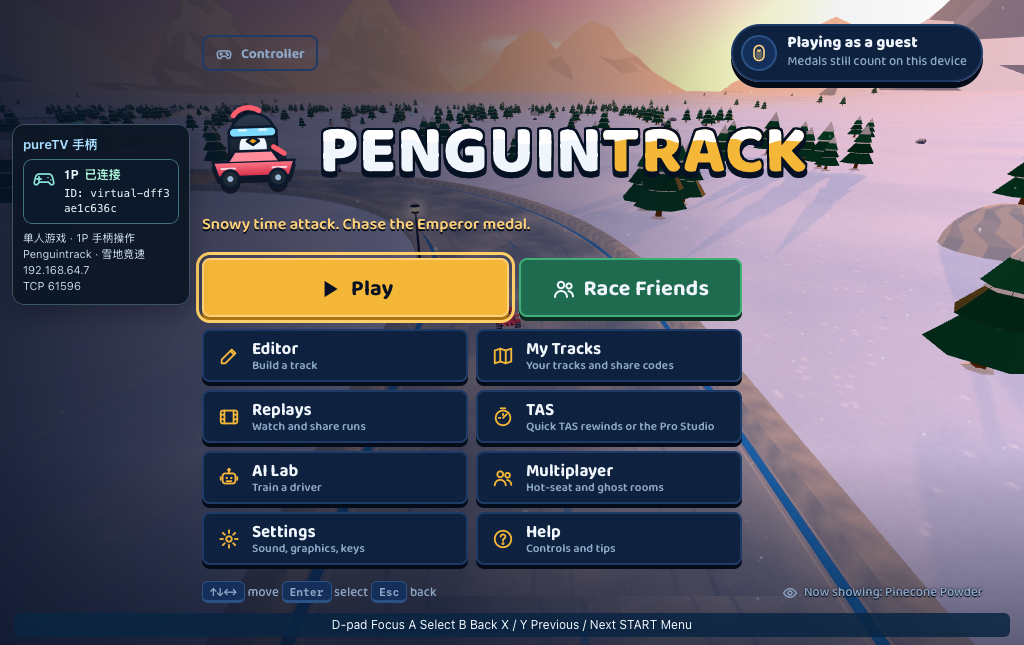 Controller
Playing as a guest
Medals still count on this device
pureTV 手柄
1P 已连接
ID: virtual-dff3
ae1c636c
单人游戏 · 1P 手柄操作
Penguintrack · 雪地竞速
192.168.64.7
TCP 61596
PENGUINTRACK
Snowy time attack. Chase the Emperor medal.
Play
Race Friends
Editor
Build a track
My Tracks
Your tracks and share codes
Replays
Watch and share runs
TAS
Quick TAS rewinds or the Pro Studio
AI Lab
Train a driver
Multiplayer
Hot-seat and ghost rooms
Settings
Sound, graphics, keys
Help
Controls and tips
↑↓←→ move Enter select Esc back
Now showing: Pinecone Powder
D-pad Focus A Select B Back X / Y Previous / Next START Menu